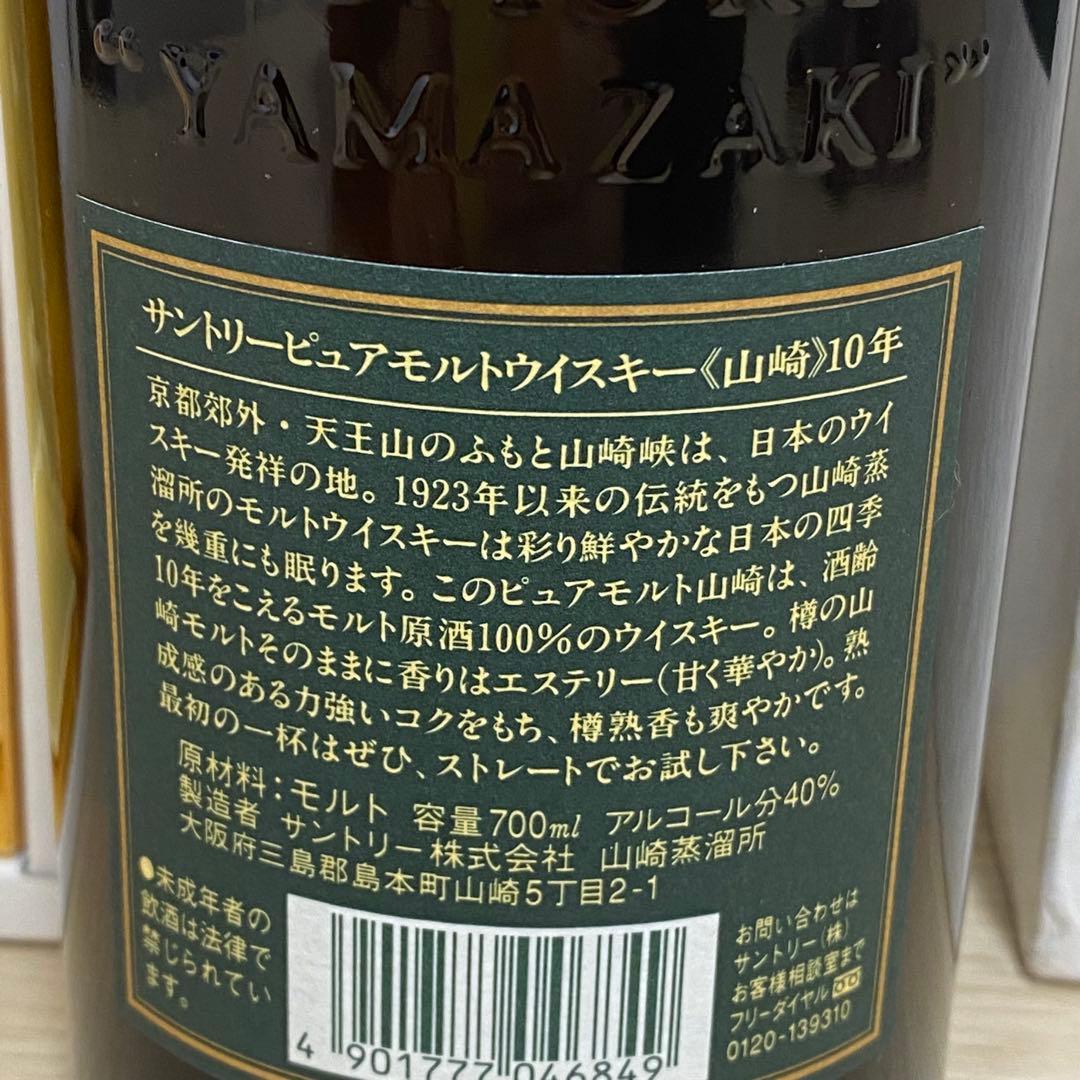 “YAMAZAKI”
サントリーピュアモルトウイスキー《山崎》10年
京都郊外・天王山のふもと山崎峡は、日本のウイ
スキー発祥の地。1923年以来の伝統をもつ山崎蒸
溜所のモルトウイスキーは彩り鮮やかな日本の四季
を幾重にも眠ります。このピュアモルト山崎は、酒齢
10年をこえるモルト原酒100%のウイスキー。樽の山
崎モルトそのままに香りはエステリー(甘く華やか)。熟
成感のある力強いコクをもち、樽熟香も爽やかです。
最初の一杯はぜひ、ストレートでお試し下さい。
原材料:モルト 容量700ml アルコール分40%
製造者 サントリー株式会社 山崎蒸溜所
大阪府三島郡島本町山崎5丁目2-1
●未成年者の
飲酒は法律で
禁じられてい
ます。
4 901777 046849
お問い合わせは
サントリー(株)
お客様相談室まで
フリーダイヤル
0120-139310